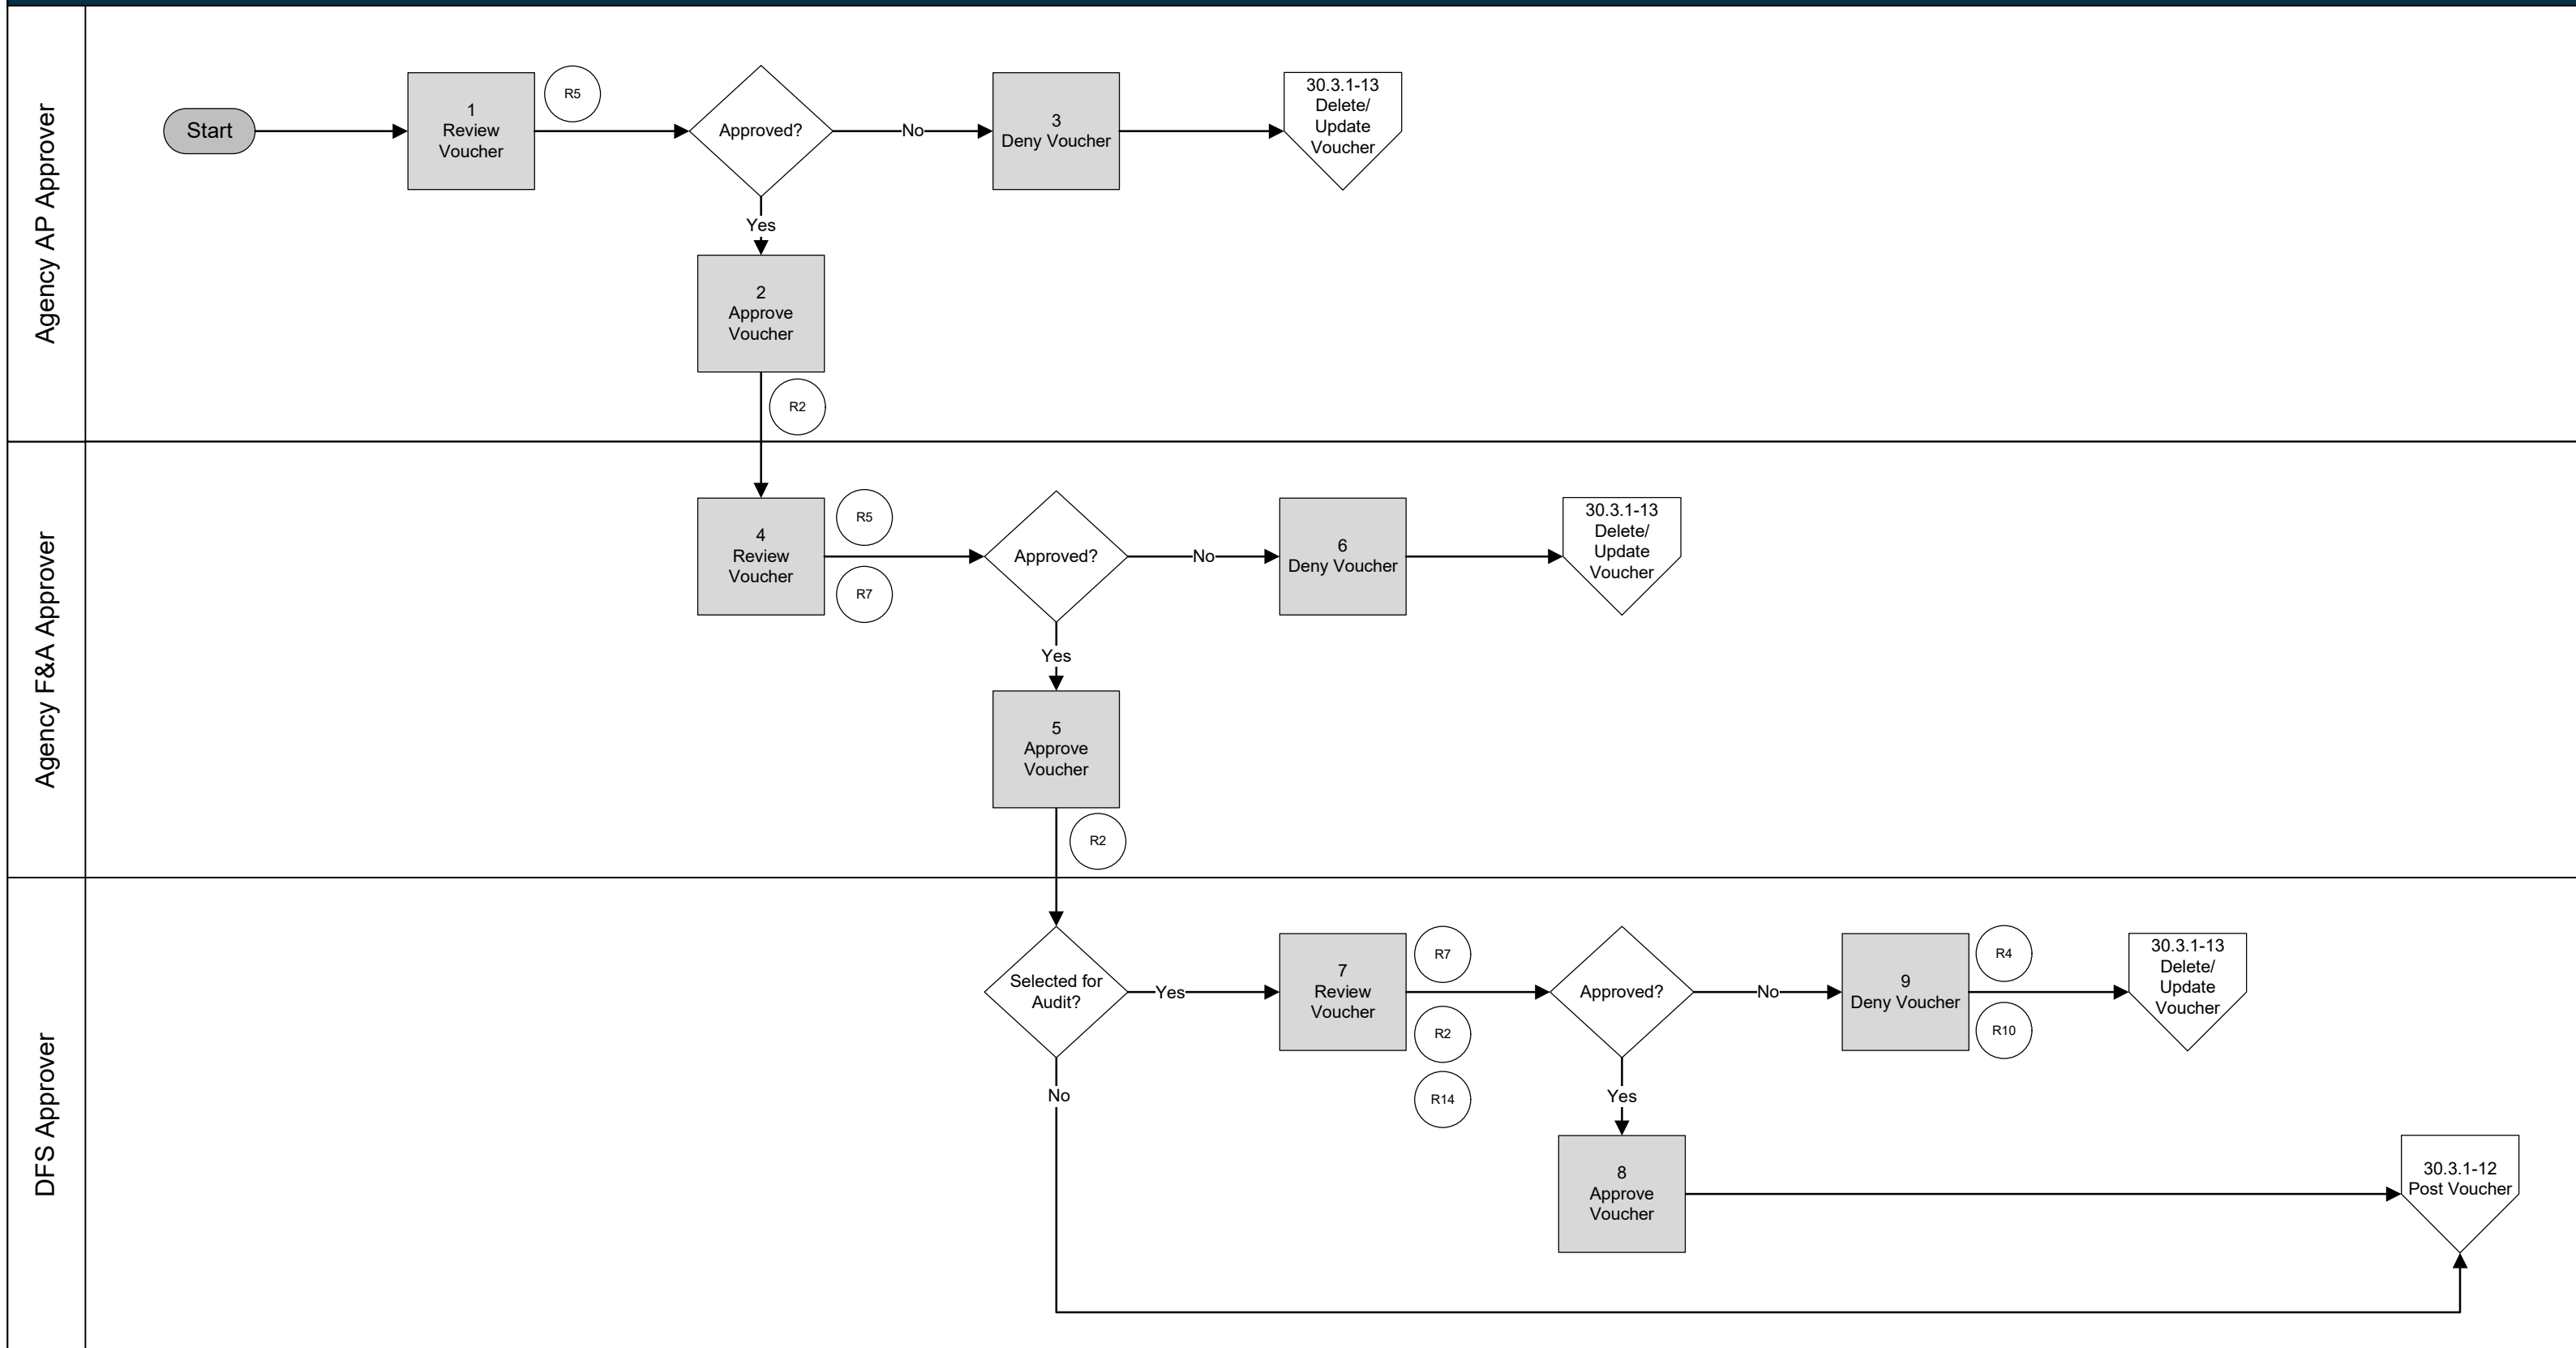 Agency AP Approver
Start
1
Review
Voucher
R5
Approved?
No
3
Deny Voucher
30.3.1-13
Delete/
Update
Voucher
Yes
2
Approve
Voucher
R2
Agency F&A Approver
4
Review
Voucher
R5
R7
Approved?
No
6
Deny Voucher
30.3.1-13
Delete/
Update
Voucher
Yes
5
Approve
Voucher
R2
DFS Approver
Selected for
Audit?
Yes
7
Review
Voucher
R7
R2
R14
Approved?
No
9
Deny Voucher
R4
R10
30.3.1-13
Delete/
Update
Voucher
No
Yes
8
Approve
Voucher
30.3.1-12
Post Voucher